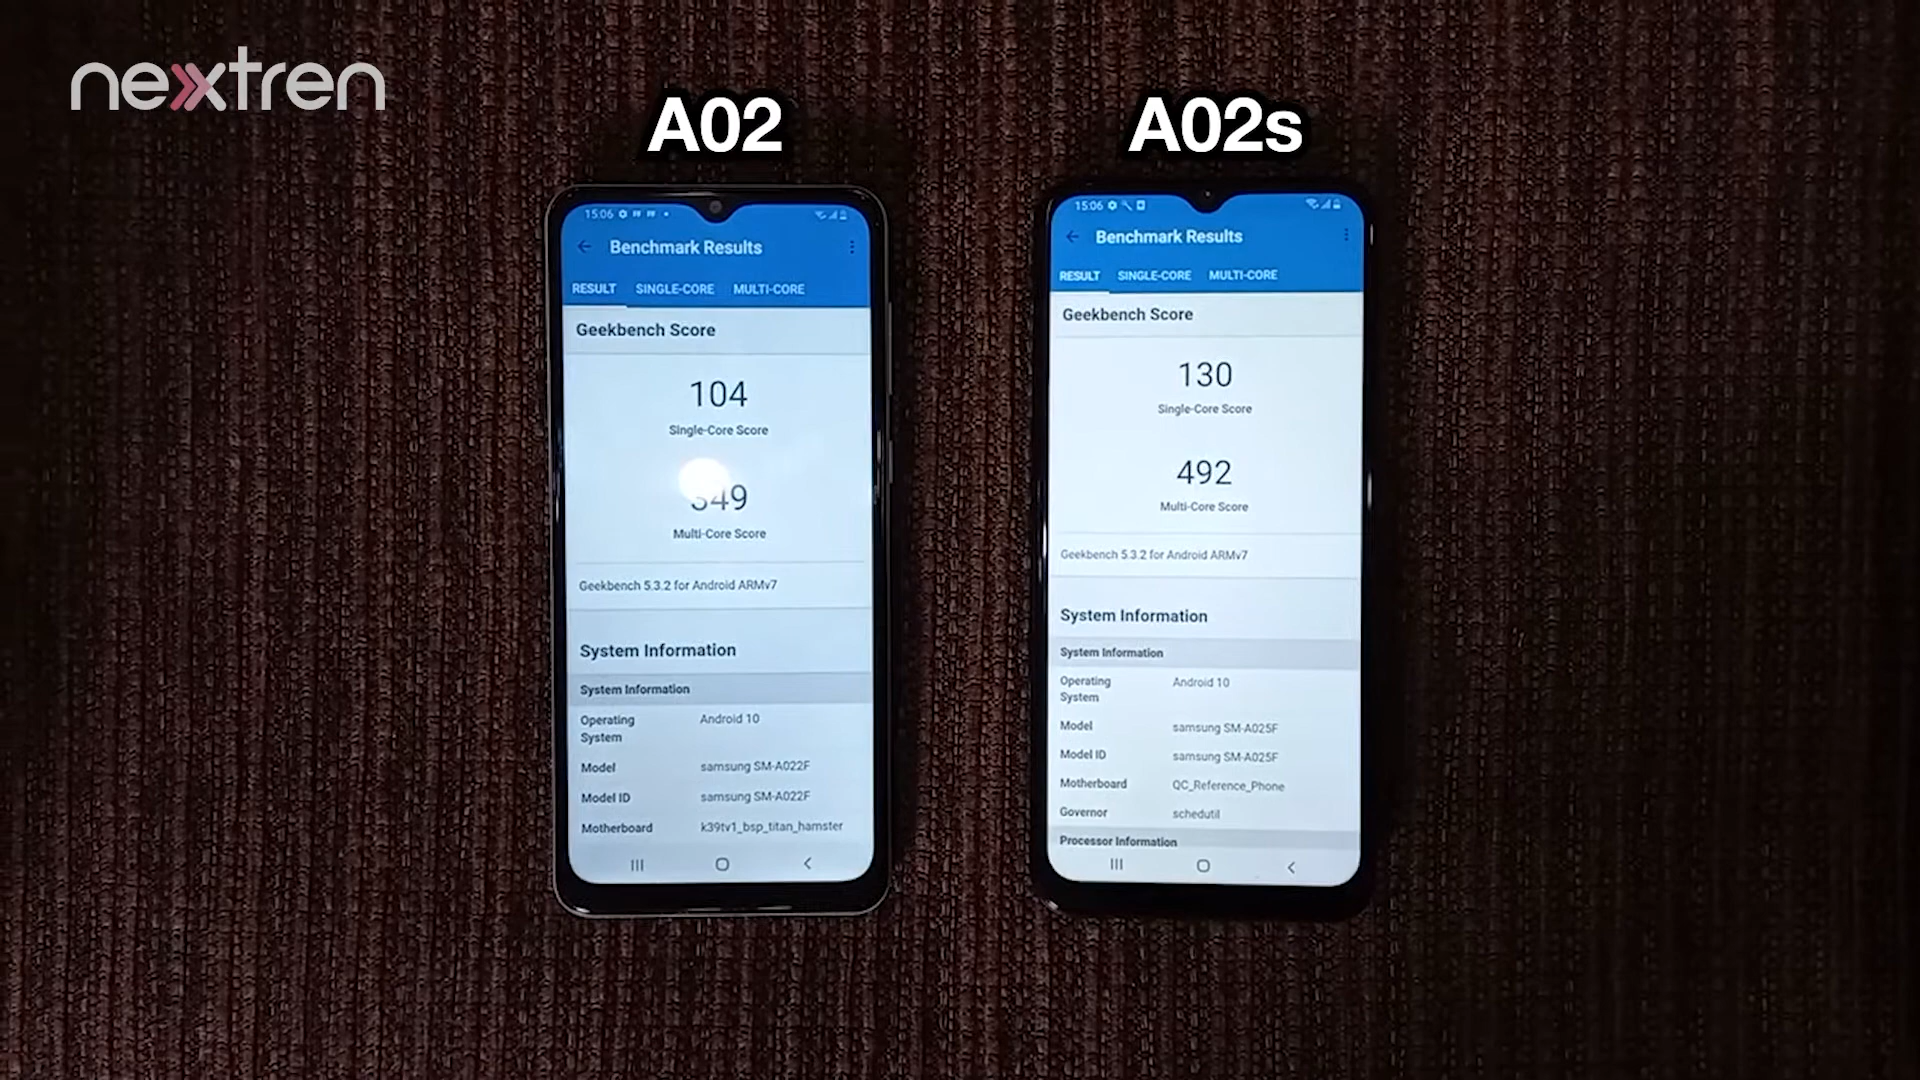 nextren
A02
15:06
Benchmark Results
RESULT SINGLE-CORE MULTI-CORE
Geekbench Score
104
Single-Core Score
349
Multi-Core Score
Geekbench 5.3.2 for Android ARMv7
System Information
System Information
Operating System Android 10
Model samsung SM-A022F
Model ID samsung SM-A022F
Motherboard k39tv1_bsp_titan_hamster
A02s
15:06
Benchmark Results
RESULT SINGLE-CORE MULTI-CORE
Geekbench Score
130
Single-Core Score
492
Multi-Core Score
Geekbench 5.3.2 for Android ARMv7
System Information
System Information
Operating System Android 10
Model samsung SM-A025F
Model ID samsung SM-A025F
Motherboard QC_Reference_Phone
Governor schedutil
Processor Information